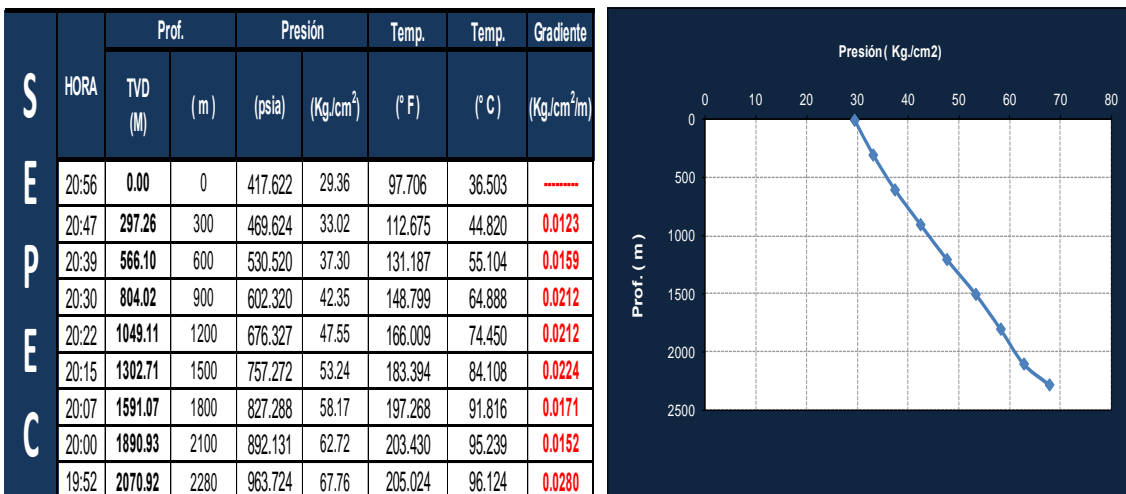 S E P E C
Prof. Presión Temp. Temp. Gradiente
HORA TVD (M) ( m ) (psia) (Kg./cm²) (° F) (° C) (Kg./cm²/m)
20:56 0.00 0 417.622 29.36 97.706 36.503 ---------
20:47 297.26 300 469.624 33.02 112.675 44.820 0.0123
20:39 566.10 600 530.520 37.30 131.187 55.104 0.0159
20:30 804.02 900 602.320 42.35 148.799 64.888 0.0212
20:22 1049.11 1200 676.327 47.55 166.009 74.450 0.0212
20:15 1302.71 1500 757.272 53.24 183.394 84.108 0.0224
20:07 1591.07 1800 827.288 58.17 197.268 91.816 0.0171
20:00 1890.93 2100 892.131 62.72 203.430 95.239 0.0152
19:52 2070.92 2280 963.724 67.76 205.024 96.124 0.0280
Presión ( Kg./cm2)
0 10 20 30 40 50 60 70 80
Prof. ( m )
0
500
1000
1500
2000
2500